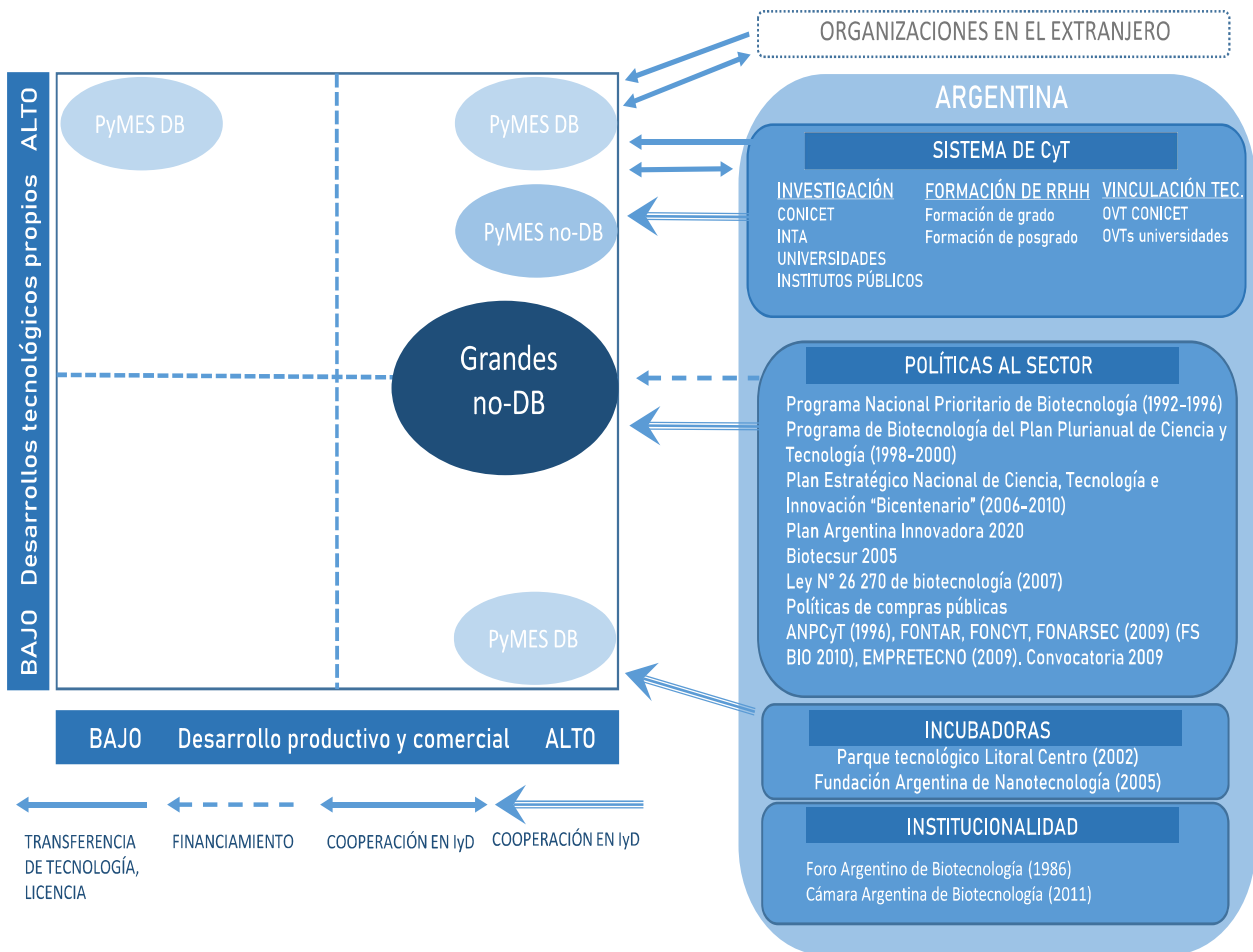 ORGANIZACIONES EN EL EXTRANJERO
BAJO Desarrollos tecnológicos propios ALTO
PyMES DB
PyMES DB
PyMES no-DB
Grandes
no-DB
PyMES DB
BAJO Desarrollo productivo y comercial ALTO
TRANSFERENCIA
DE TECNOLOGÍA,
LICENCIA
FINANCIAMIENTO
COOPERACIÓN EN IyD
COOPERACIÓN EN IyD
ARGENTINA
SISTEMA DE CyT
INVESTIGACIÓN
CONICET
INTA
UNIVERSIDADES
INSTITUTOS PÚBLICOS
FORMACIÓN DE RRHH
Formación de grado
Formación de posgrado
VINCULACIÓN TEC.
OVT CONICET
OVTs universidades
POLÍTICAS AL SECTOR
Programa Nacional Prioritario de Biotecnología (1992-1996)
Programa de Biotecnología del Plan Plurianual de Ciencia y
Tecnología (1998-2000)
Plan Estratégico Nacional de Ciencia, Tecnología e
Innovación “Bicentenario” (2006-2010)
Plan Argentina Innovadora 2020
Biotecsur 2005
Ley N° 26 270 de biotecnología (2007)
Políticas de compras públicas
ANPCyT (1996), FONTAR, FONCYT, FONARSEC (2009) (FS
BIO 2010), EMPRETECNO (2009). Convocatoria 2009
INCUBADORAS
Parque tecnológico Litoral Centro (2002)
Fundación Argentina de Nanotecnología (2005)
INSTITUCIONALIDAD
Foro Argentino de Biotecnología (1986)
Cámara Argentina de Biotecnología (2011)